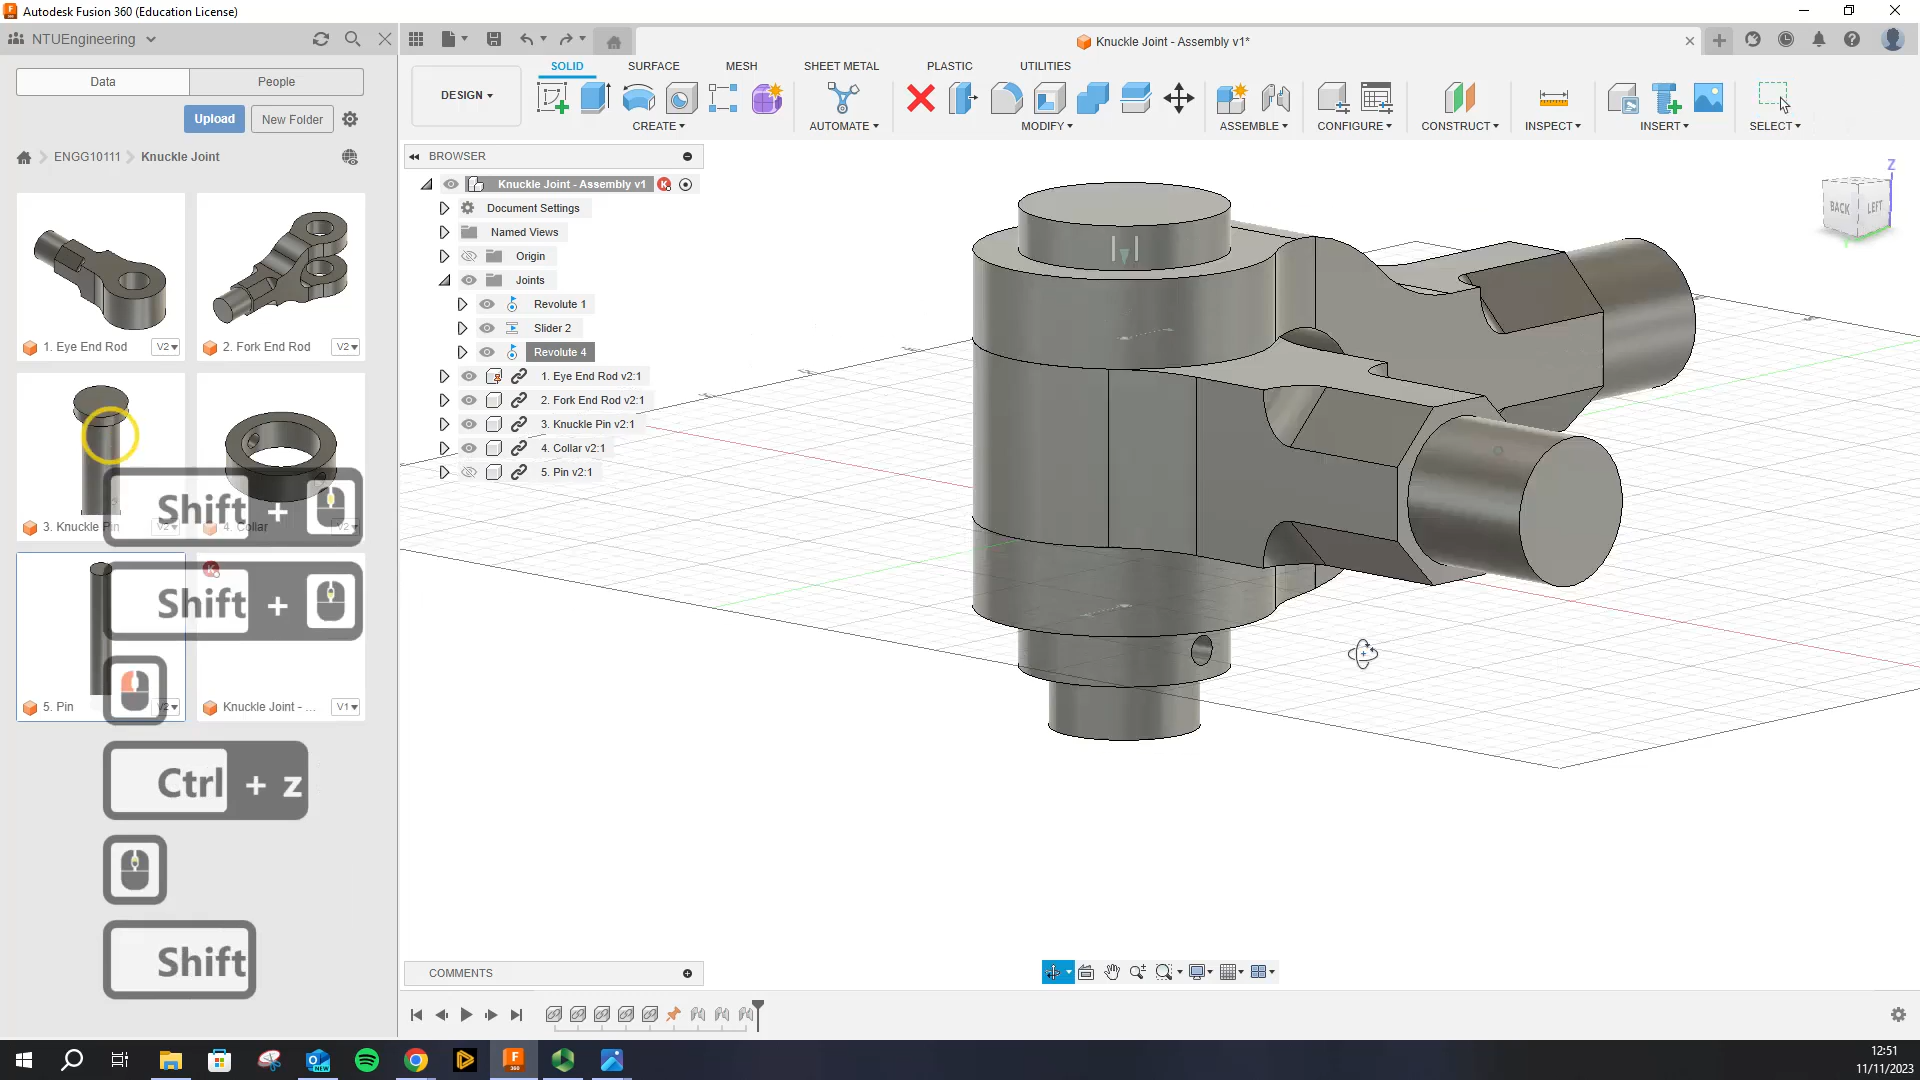 Autodesk Fusion 360 (Education License)
NTUEngineering
Knuckle Joint - Assembly v1*
Data
People
Upload
New Folder
ENGG10111
Knuckle Joint
1. Eye End Rod
V2
2. Fork End Rod
V2
3. Knuckle Pin
V2
4. Collar
V2
5. Pin
V2
Knuckle Joint - ...
V1
Shift +
Shift +
Ctrl + z
Shift
DESIGN
SOLID
SURFACE
MESH
SHEET METAL
PLASTIC
UTILITIES
CREATE
AUTOMATE
MODIFY
ASSEMBLE
CONFIGURE
CONSTRUCT
INSPECT
INSERT
SELECT
BROWSER
Knuckle Joint - Assembly v1
K
Document Settings
Named Views
Origin
Joints
Revolute 1
Slider 2
Revolute 4
1. Eye End Rod v2:1
2. Fork End Rod v2:1
3. Knuckle Pin v2:1
4. Collar v2:1
5. Pin v2:1
Z
BACK
LEFT
COMMENTS
12:51
11/11/2023